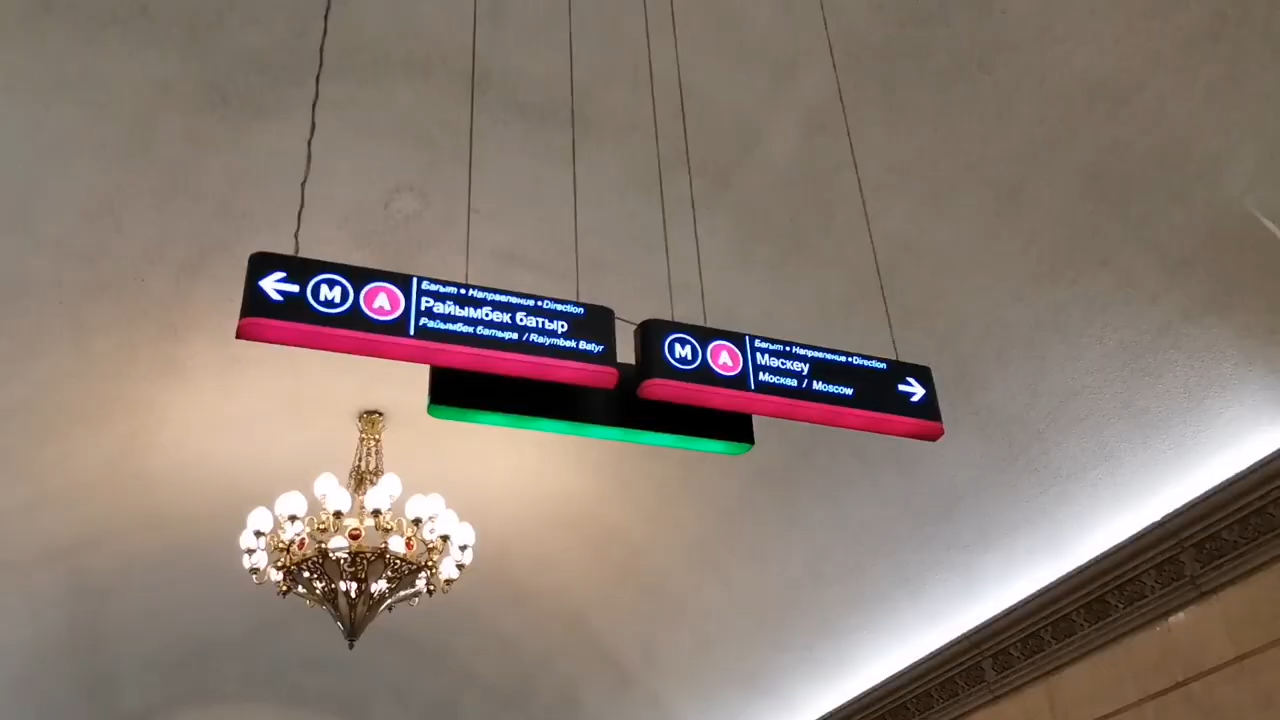 М А
Бағыт • Направление • Direction
Райымбек батыр
Райымбек батыра / Raiymbek Batyr
М А
Бағыт • Направление • Direction
Мәскеу
Москва / Moscow